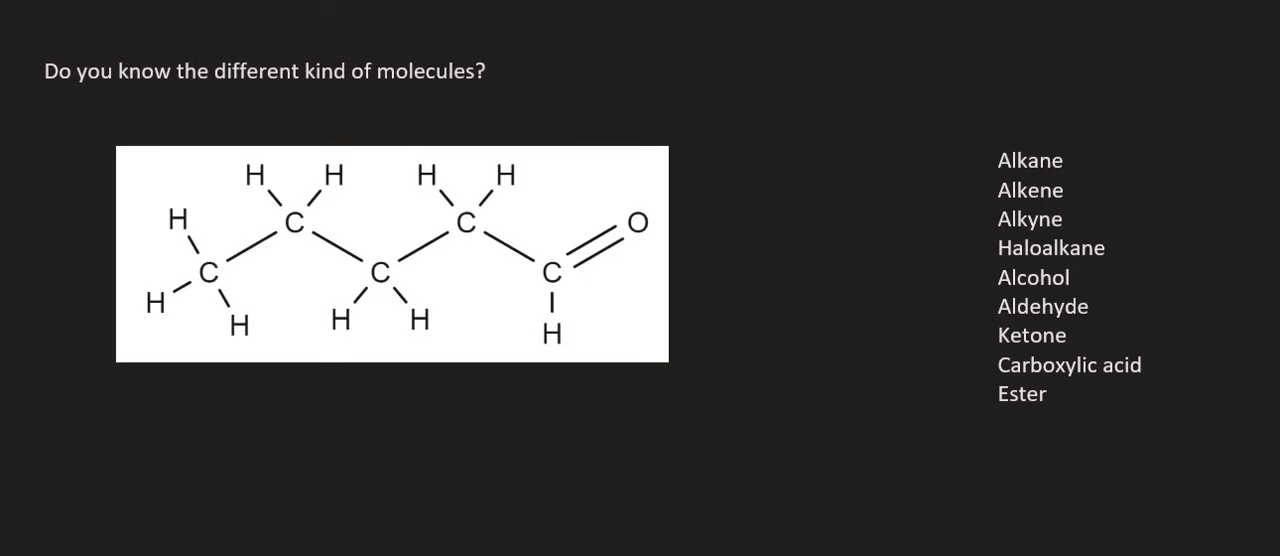 Do you know the different kind of molecules?
H H H H
H C C O
C C C
H H H H H
Alkane
Alkene
Alkyne
Haloalkane
Alcohol
Aldehyde
Ketone
Carboxylic acid
Ester